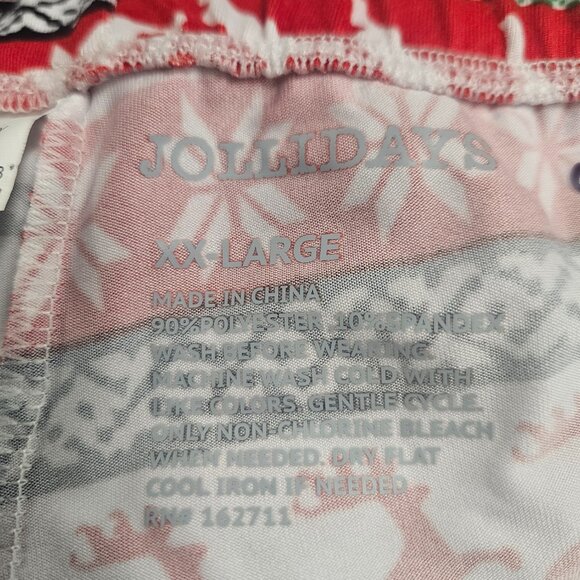 JOLLIDAYS
XX-LARGE
MADE IN CHINA
90%POLYESTER 10%SPANDEX
WASH BEFORE WEARING
MACHINE WASH COLD WITH
LIKE COLORS. GENTLE CYCLE.
ONLY NON-CHLORINE BLEACH
WHEN NEEDED. DRY FLAT
COOL IRON IF NEEDED
RN# 162711